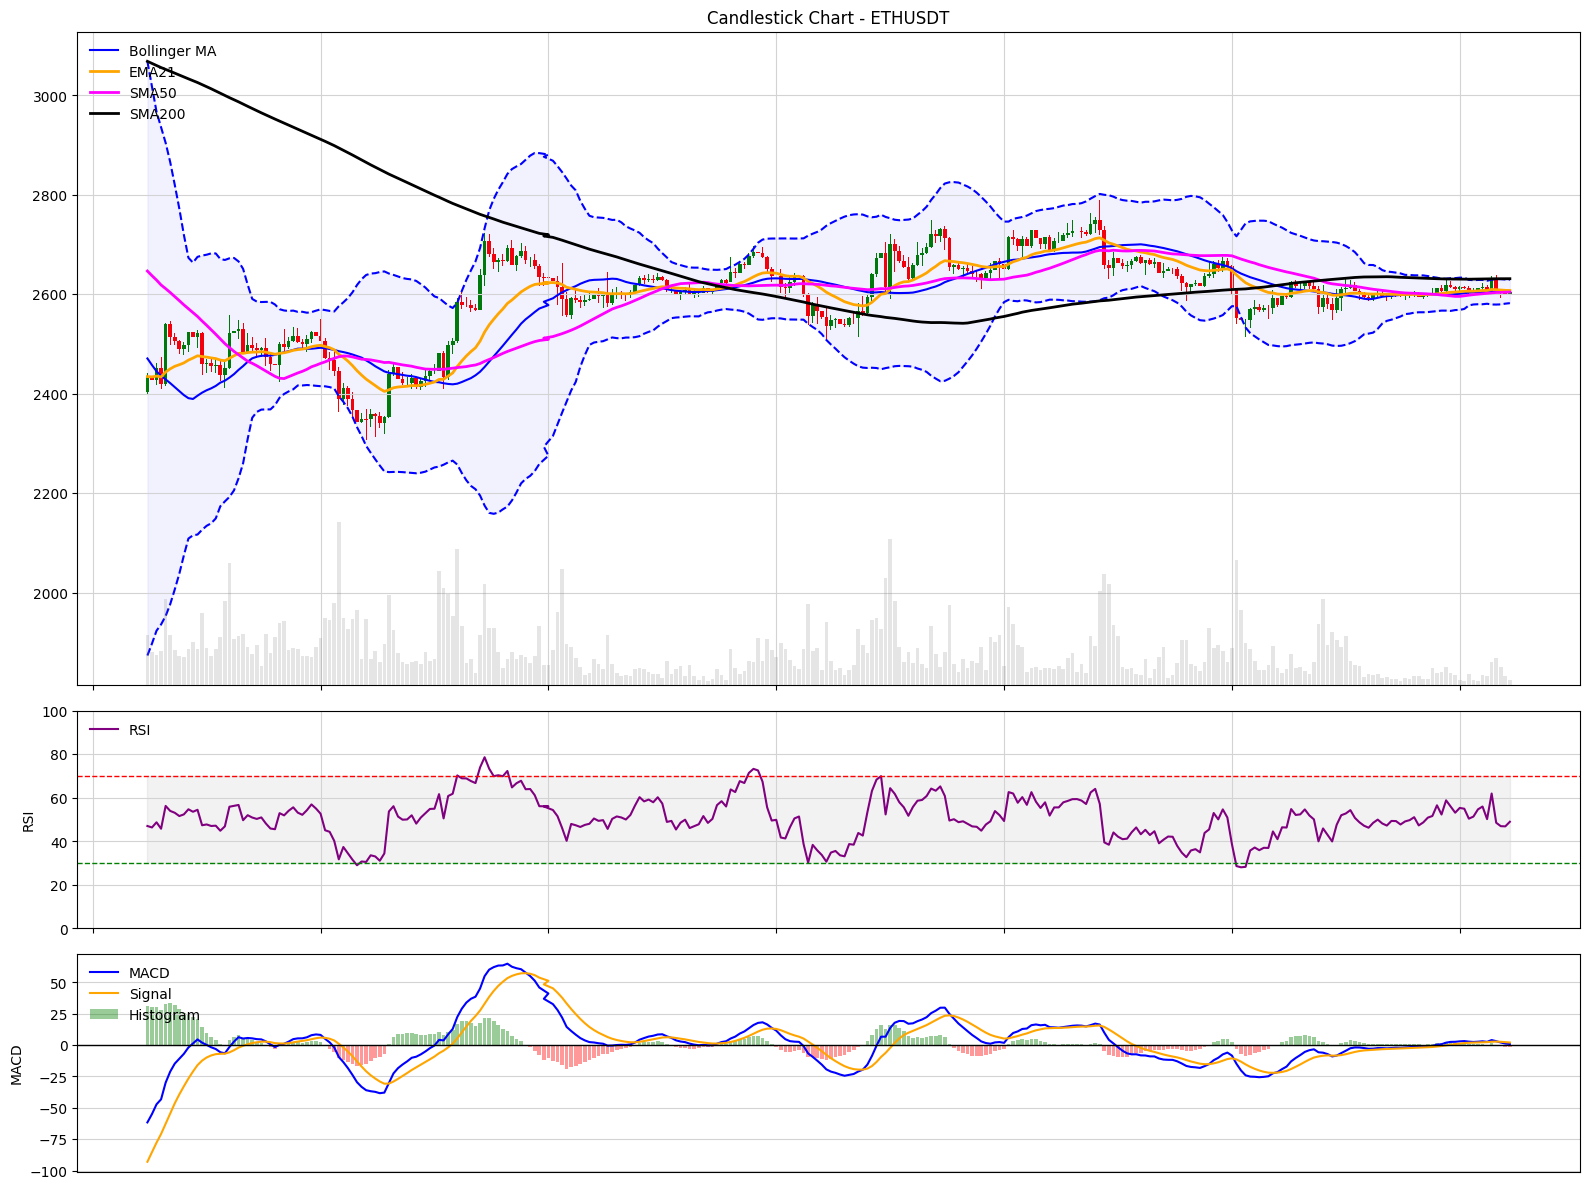 Candlestick Chart - ETHUSDT
Bollinger MA
EMA21
SMA50
SMA200
3000
2800
2600
2400
2200
2000
RSI
100
80
60
40
20
0
RSI
MACD
Signal
Histogram
50
25
0
−25
−50
−75
−100
MACD